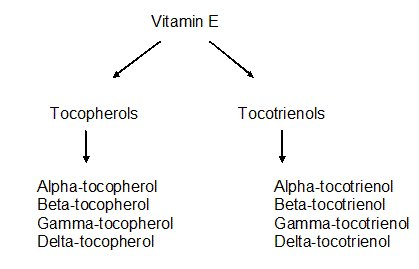 Vitamin E
Tocopherols
Tocotrienols
Alpha-tocopherol
Beta-tocopherol
Gamma-tocopherol
Delta-tocopherol
Alpha-tocotrienol
Beta-tocotrienol
Gamma-tocotrienol
Delta-tocotrienol